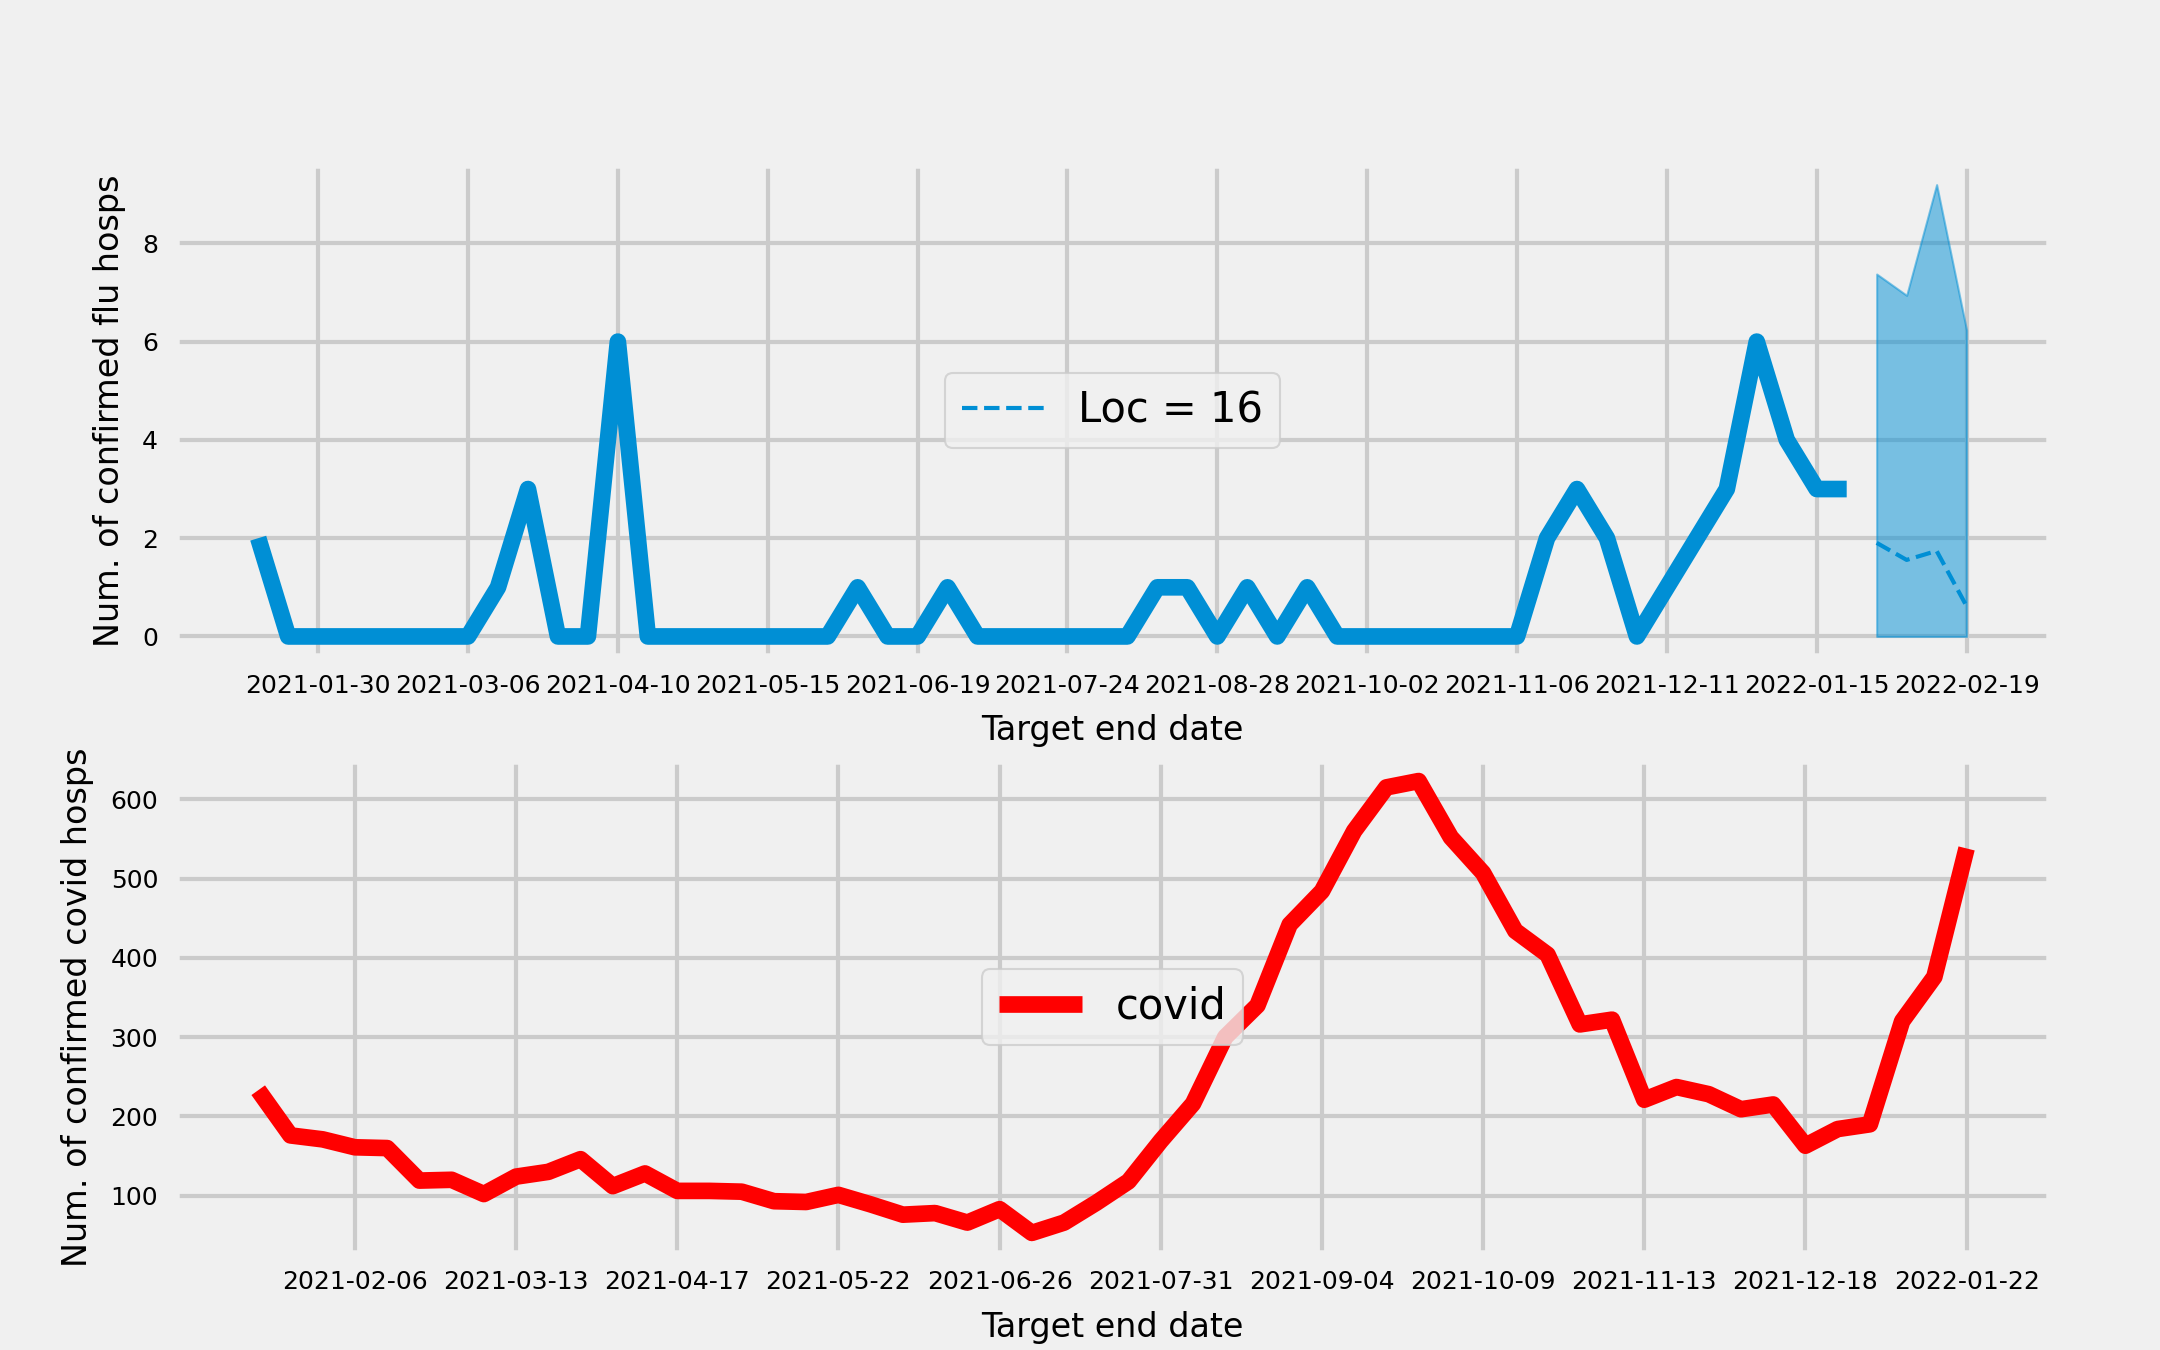 Num. of confirmed flu hosps
8
6
4
2
0
Loc = 16
2021-01-30 2021-03-06 2021-04-10 2021-05-15 2021-06-19 2021-07-24 2021-08-28 2021-10-02 2021-11-06 2021-12-11 2022-01-15 2022-02-19
Target end date
Num. of confirmed covid hosps
600
500
400
300
200
100
covid
2021-02-06 2021-03-13 2021-04-17 2021-05-22 2021-06-26 2021-07-31 2021-09-04 2021-10-09 2021-11-13 2021-12-18 2022-01-22
Target end date